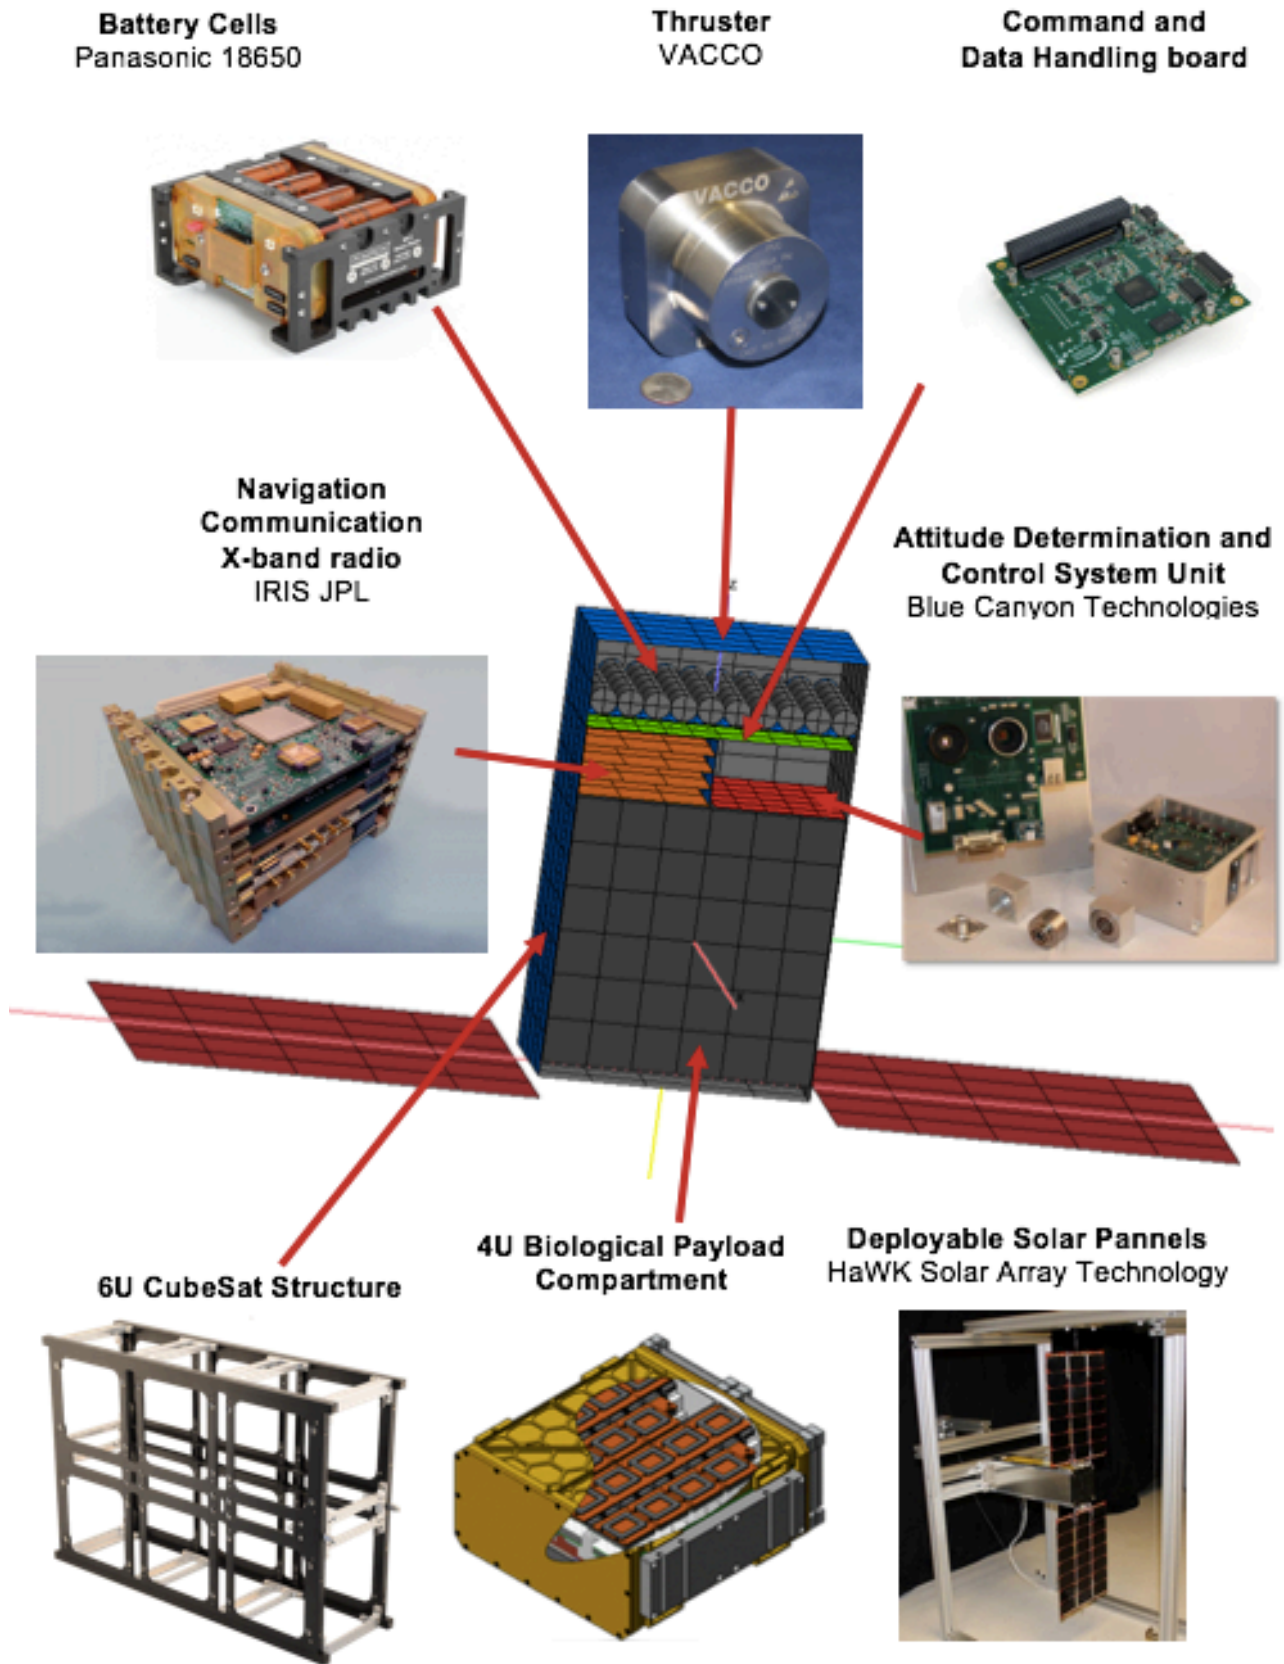 Battery Cells
Panasonic 18650
Thruster
VACCO
Command and
Data Handling board
VACCO
Navigation
Communication
X-band radio
IRIS JPL
Attitude Determination and
Control System Unit
Blue Canyon Technologies
z
4U Biological Payload
Compartment
Deployable Solar Pannels
HaWK Solar Array Technology
6U CubeSat Structure